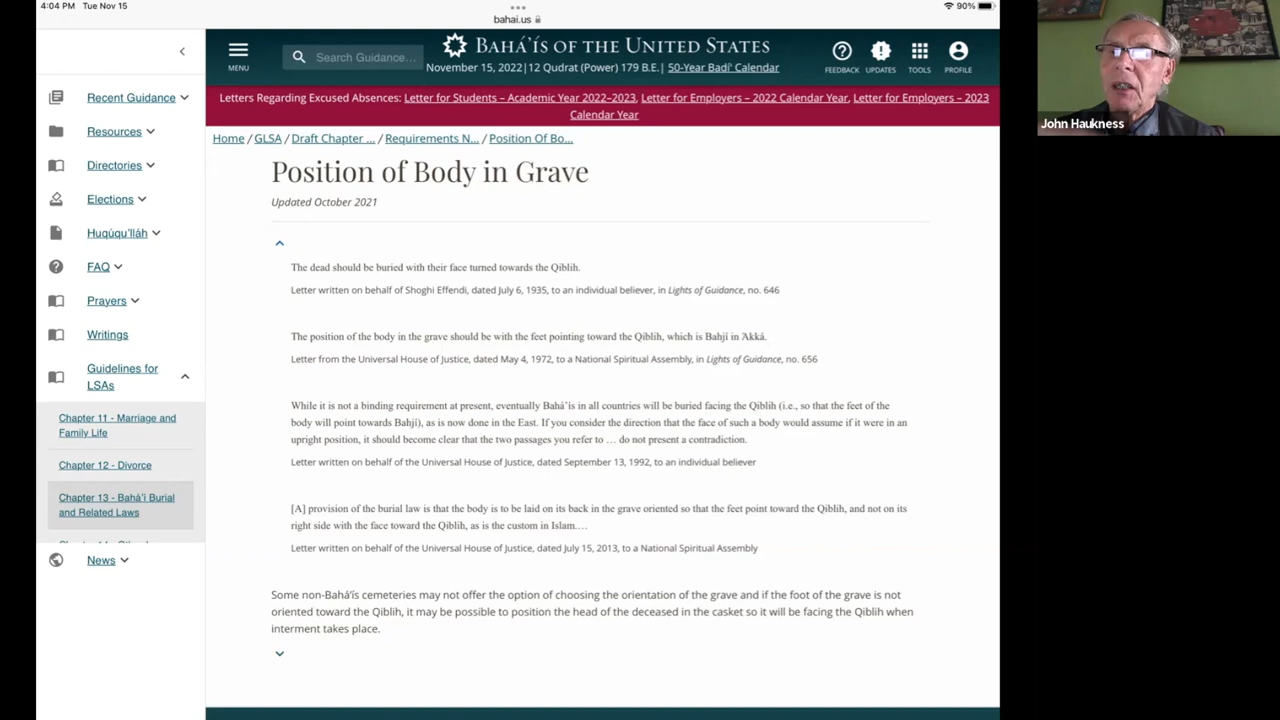 4:04 PM Tue Nov 15
90%
bahai.us
MENU
Search Guidance...
BAHÁ'ÍS OF THE UNITED STATES
November 15, 2022|12 Qudrat (Power) 179 B.E.| 50-Year Badí' Calendar
FEEDBACK
UPDATES
TOOLS
PROFILE
Letters Regarding Excused Absences: Letter for Students – Academic Year 2022–2023, Letter for Employers – 2022 Calendar Year, Letter for Employers – 2023
Calendar Year
Recent Guidance
Resources
Directories
Elections
Ḥuqúqu'lláh
FAQ
Prayers
Writings
Guidelines for
LSAs
Chapter 11 - Marriage and
Family Life
Chapter 12 - Divorce
Chapter 13 - Bahá'í Burial
and Related Laws
News
Home / GLSA / Draft Chapter ... / Requirements N... / Position Of Bo...
Position of Body in Grave
Updated October 2021
The dead should be buried with their face turned towards the Qiblih.
Letter written on behalf of Shoghi Effendi, dated July 6, 1935, to an individual believer, in Lights of Guidance, no. 646
The position of the body in the grave should be with the feet pointing toward the Qiblih, which is Bahjí in 'Akká.
Letter from the Universal House of Justice, dated May 4, 1972, to a National Spiritual Assembly, in Lights of Guidance, no. 656
While it is not a binding requirement at present, eventually Bahá'ís in all countries will be buried facing the Qiblih (i.e., so that the feet of the
body will point towards Bahjí), as is now done in the East. If you consider the direction that the face of such a body would assume if it were in an
upright position, it should become clear that the two passages you refer to … do not present a contradiction.
Letter written on behalf of the Universal House of Justice, dated September 13, 1992, to an individual believer
[A] provision of the burial law is that the body is to be laid on its back in the grave oriented so that the feet point toward the Qiblih, and not on its
right side with the face toward the Qiblih, as is the custom in Islam.…
Letter written on behalf of the Universal House of Justice, dated July 15, 2013, to a National Spiritual Assembly
Some non-Bahá'ís cemeteries may not offer the option of choosing the orientation of the grave and if the foot of the grave is not
oriented toward the Qiblih, it may be possible to position the head of the deceased in the casket so it will be facing the Qiblih when
interment takes place.
John Haukness